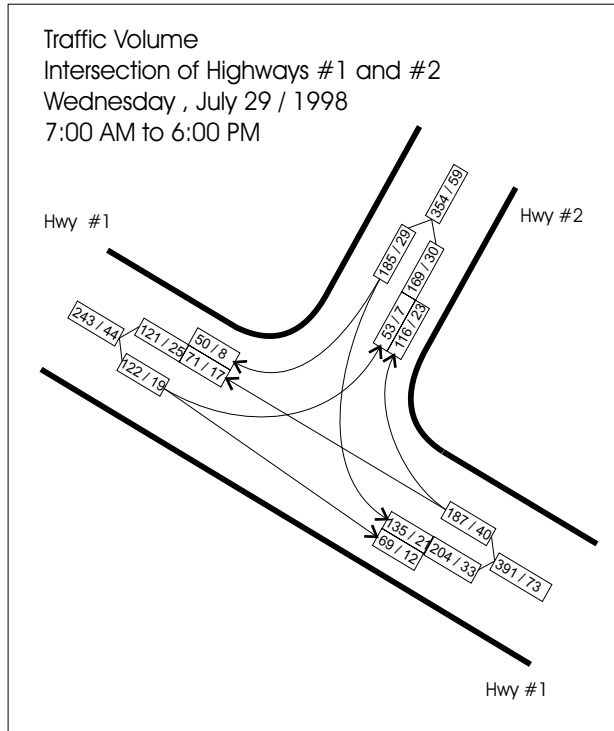 Traffic Volume
Intersection of Highways #1 and #2
Wednesday , July 29 / 1998
7:00 AM to 6:00 PM
Hwy #1
Hwy #2
354 / 59
185 / 29
169 / 30
53 / 7
116 / 23
243 / 44
121 / 25
50 / 8
71 / 17
122 / 19
187 / 40
135 / 21
204 / 33
69 / 12
391 / 73
Hwy #1